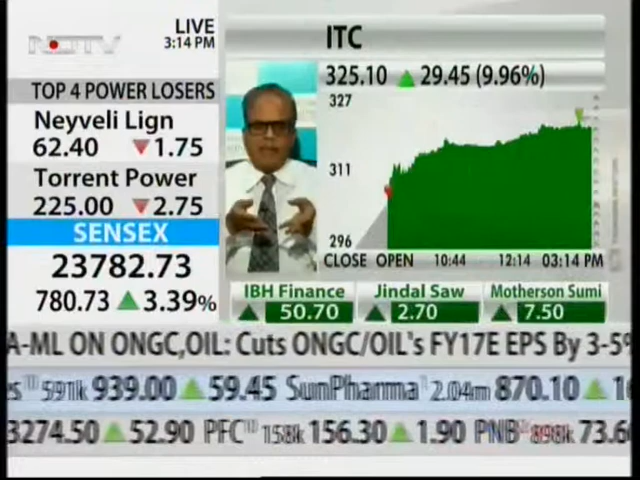 NDTV
LIVE
3:14 PM
TOP 4 POWER LOSERS
Neyveli Lign
62.40 ▼1.75
Torrent Power
225.00 ▼2.75
SENSEX
23782.73
780.73 ▲3.39%
ITC
325.10 ▲ 29.45 (9.96%)
327
311
296
CLOSE OPEN 10:44 12:14 03:14 PM
IBH Finance
▲ 50.70
Jindal Saw
▲ 2.70
Motherson Sumi
▲ 7.50
A-ML ON ONGC,OIL: Cuts ONGC/OIL's FY17E EPS By 3-5%
es 591k 939.00 ▲59.45 SunPharma 2.04m 870.10 ▲1
3274.50 ▲52.90 PFC 158k 156.30 ▲1.90 PNB 898k 73.6